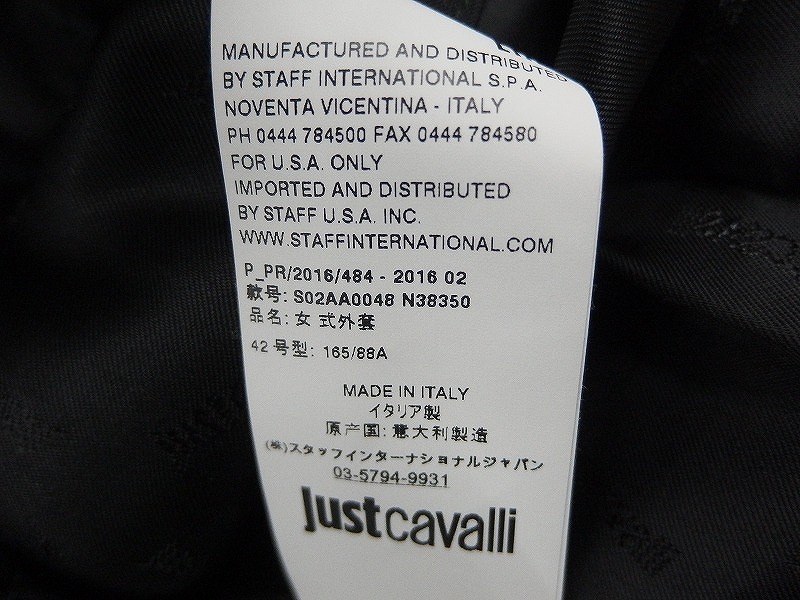 MANUFACTURED AND DISTRIBUTED
BY STAFF INTERNATIONAL S.P.A.
NOVENTA VICENTINA - ITALY
PH 0444 784500 FAX 0444 784580
FOR U.S.A. ONLY
IMPORTED AND DISTRIBUTED
BY STAFF U.S.A. INC.
WWW.STAFFINTERNATIONAL.COM
P_PR/2016/484 - 2016 02
款号: S02AA0048 N38350
品名: 女 式外套
42 号型: 165/88A
MADE IN ITALY
イタリア製
原产国: 意大利製造
(株)スタッフインターナショナルジャパン
03-5794-9931
justcavalli